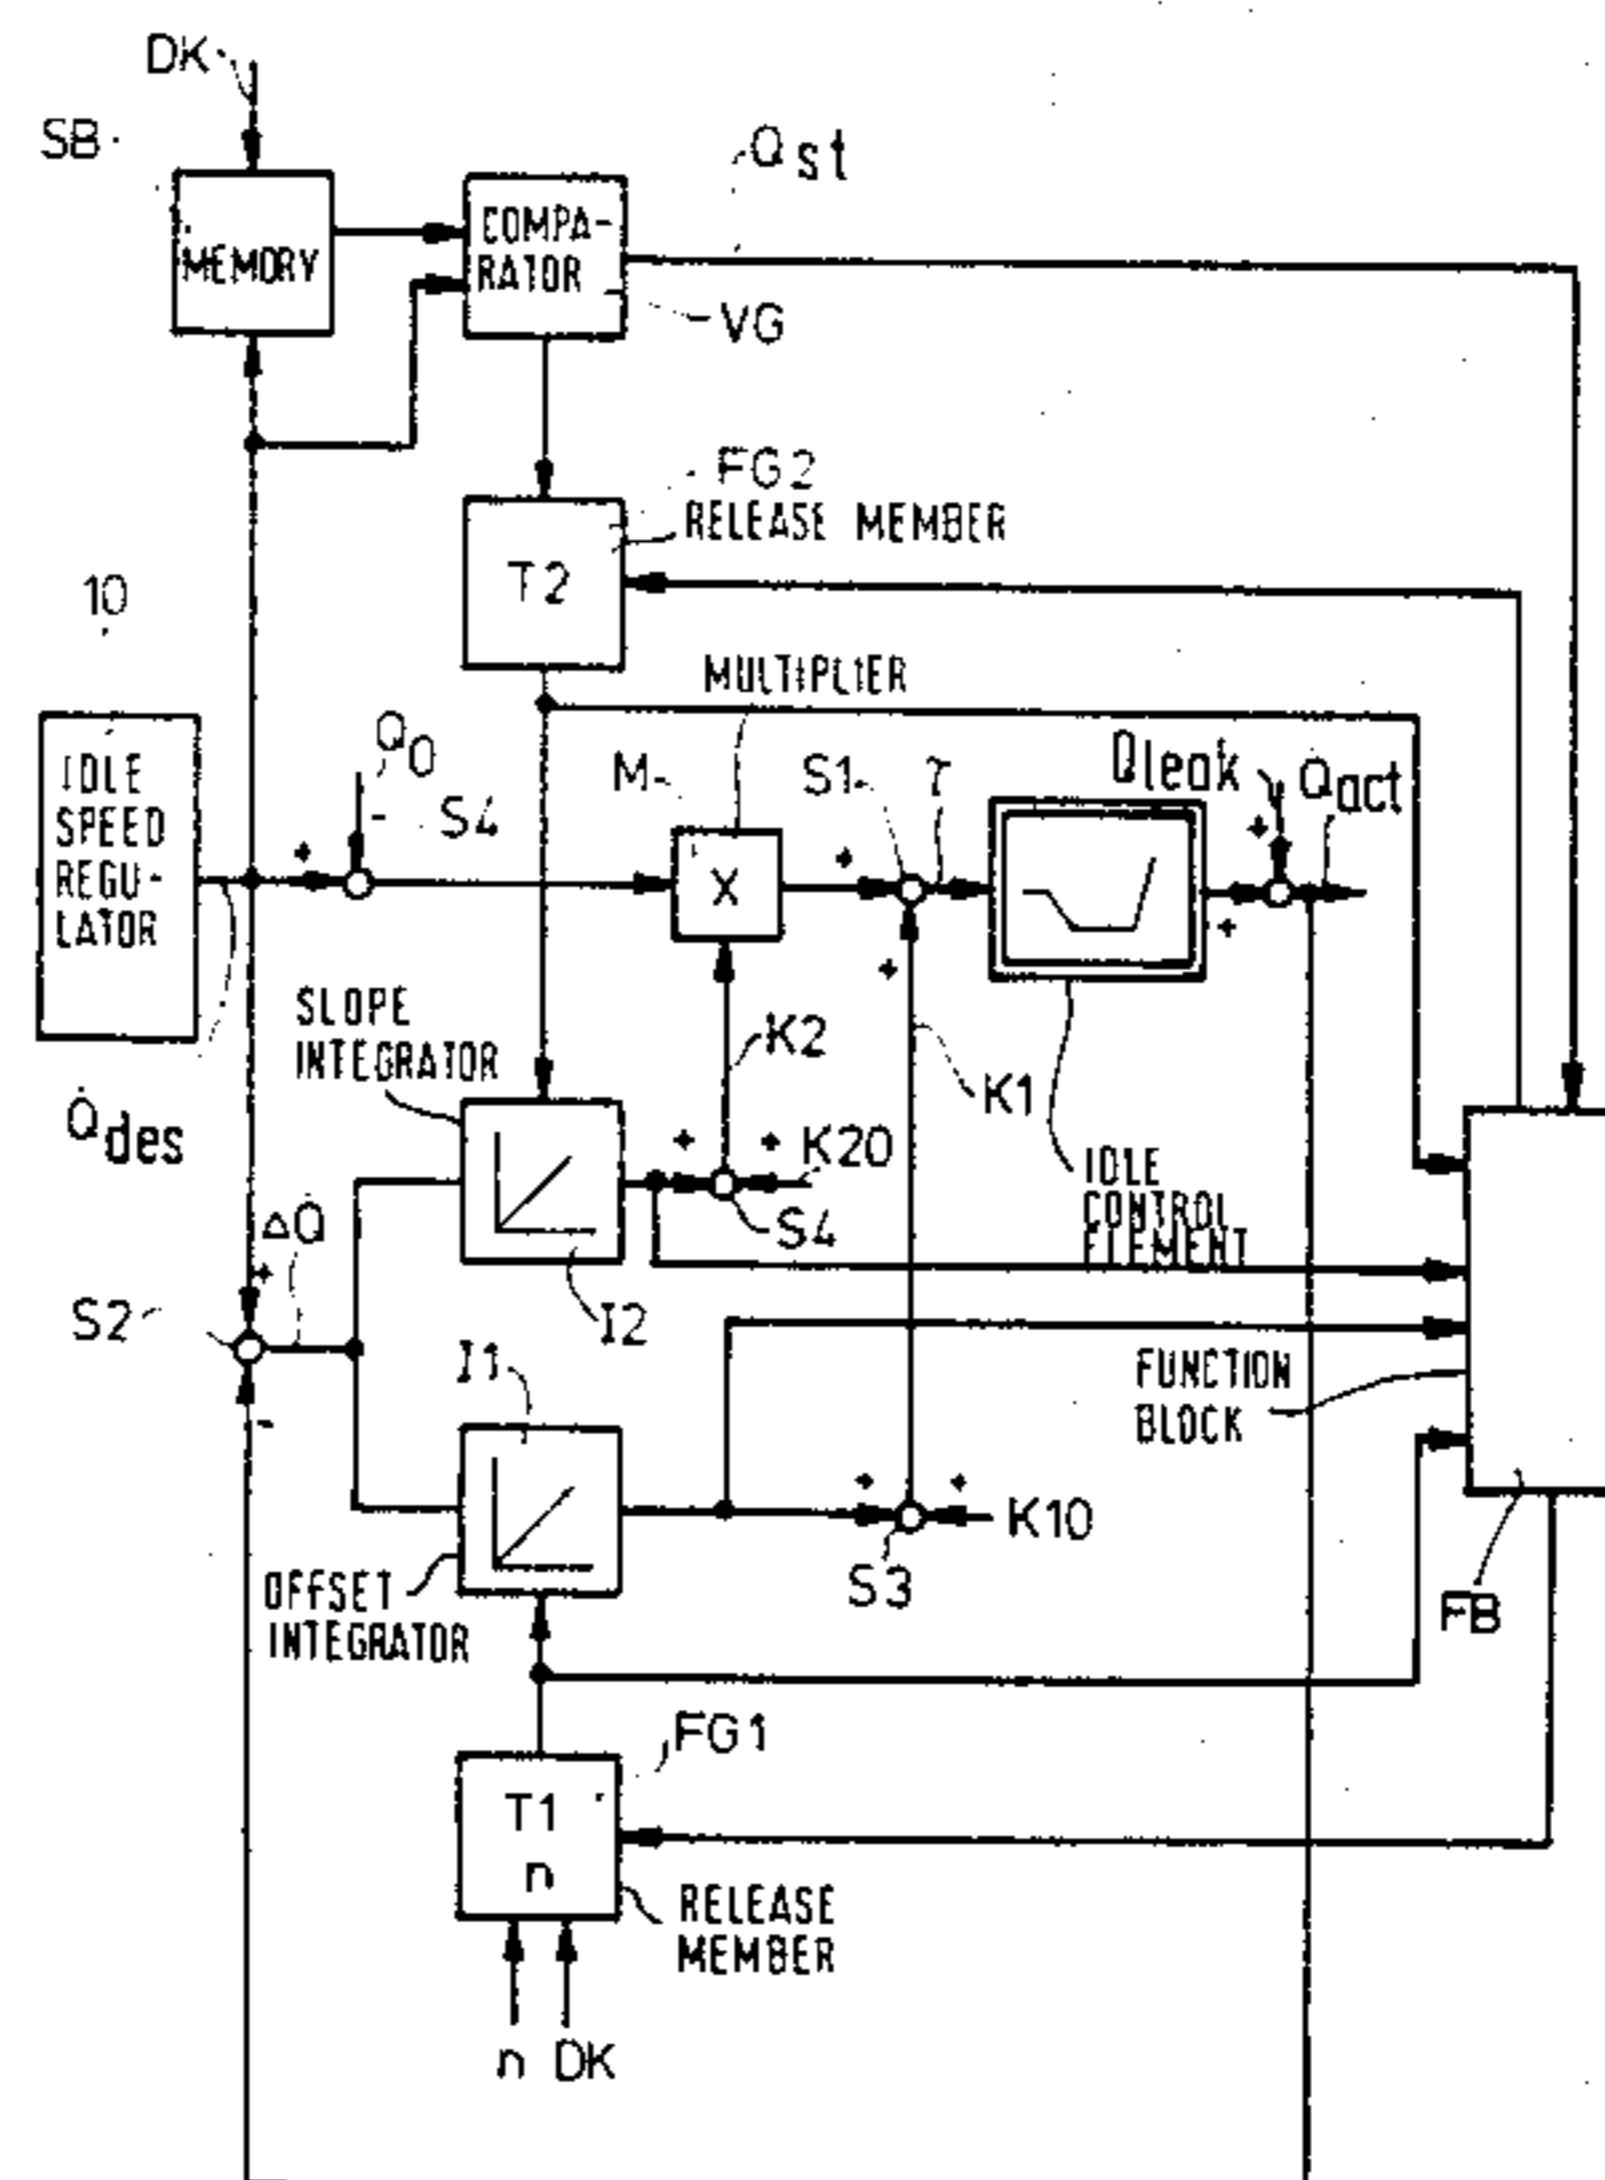 DK
SB
MEMORY
COMPA-
RATOR
Qst
VG
FG2
RELEASE MEMBER
T2
10
MULTIPLIER
IDLE
SPEED
REGU-
LATOR
Q0
-
S4
M
S1
τ
Qleak
Qact
+
X
+
+
+
+
SLOPE
INTEGRATOR
K2
K1
Q̇des
+
+
K20
S4
IDLE
CONTROL
ELEMENT
ΔQ̇
+
S2
-
I2
I1
FUNCTION
BLOCK
+
+
K10
S3
OFFSET
INTEGRATOR
FB
FG1
T1
n
RELEASE
MEMBER
n DK